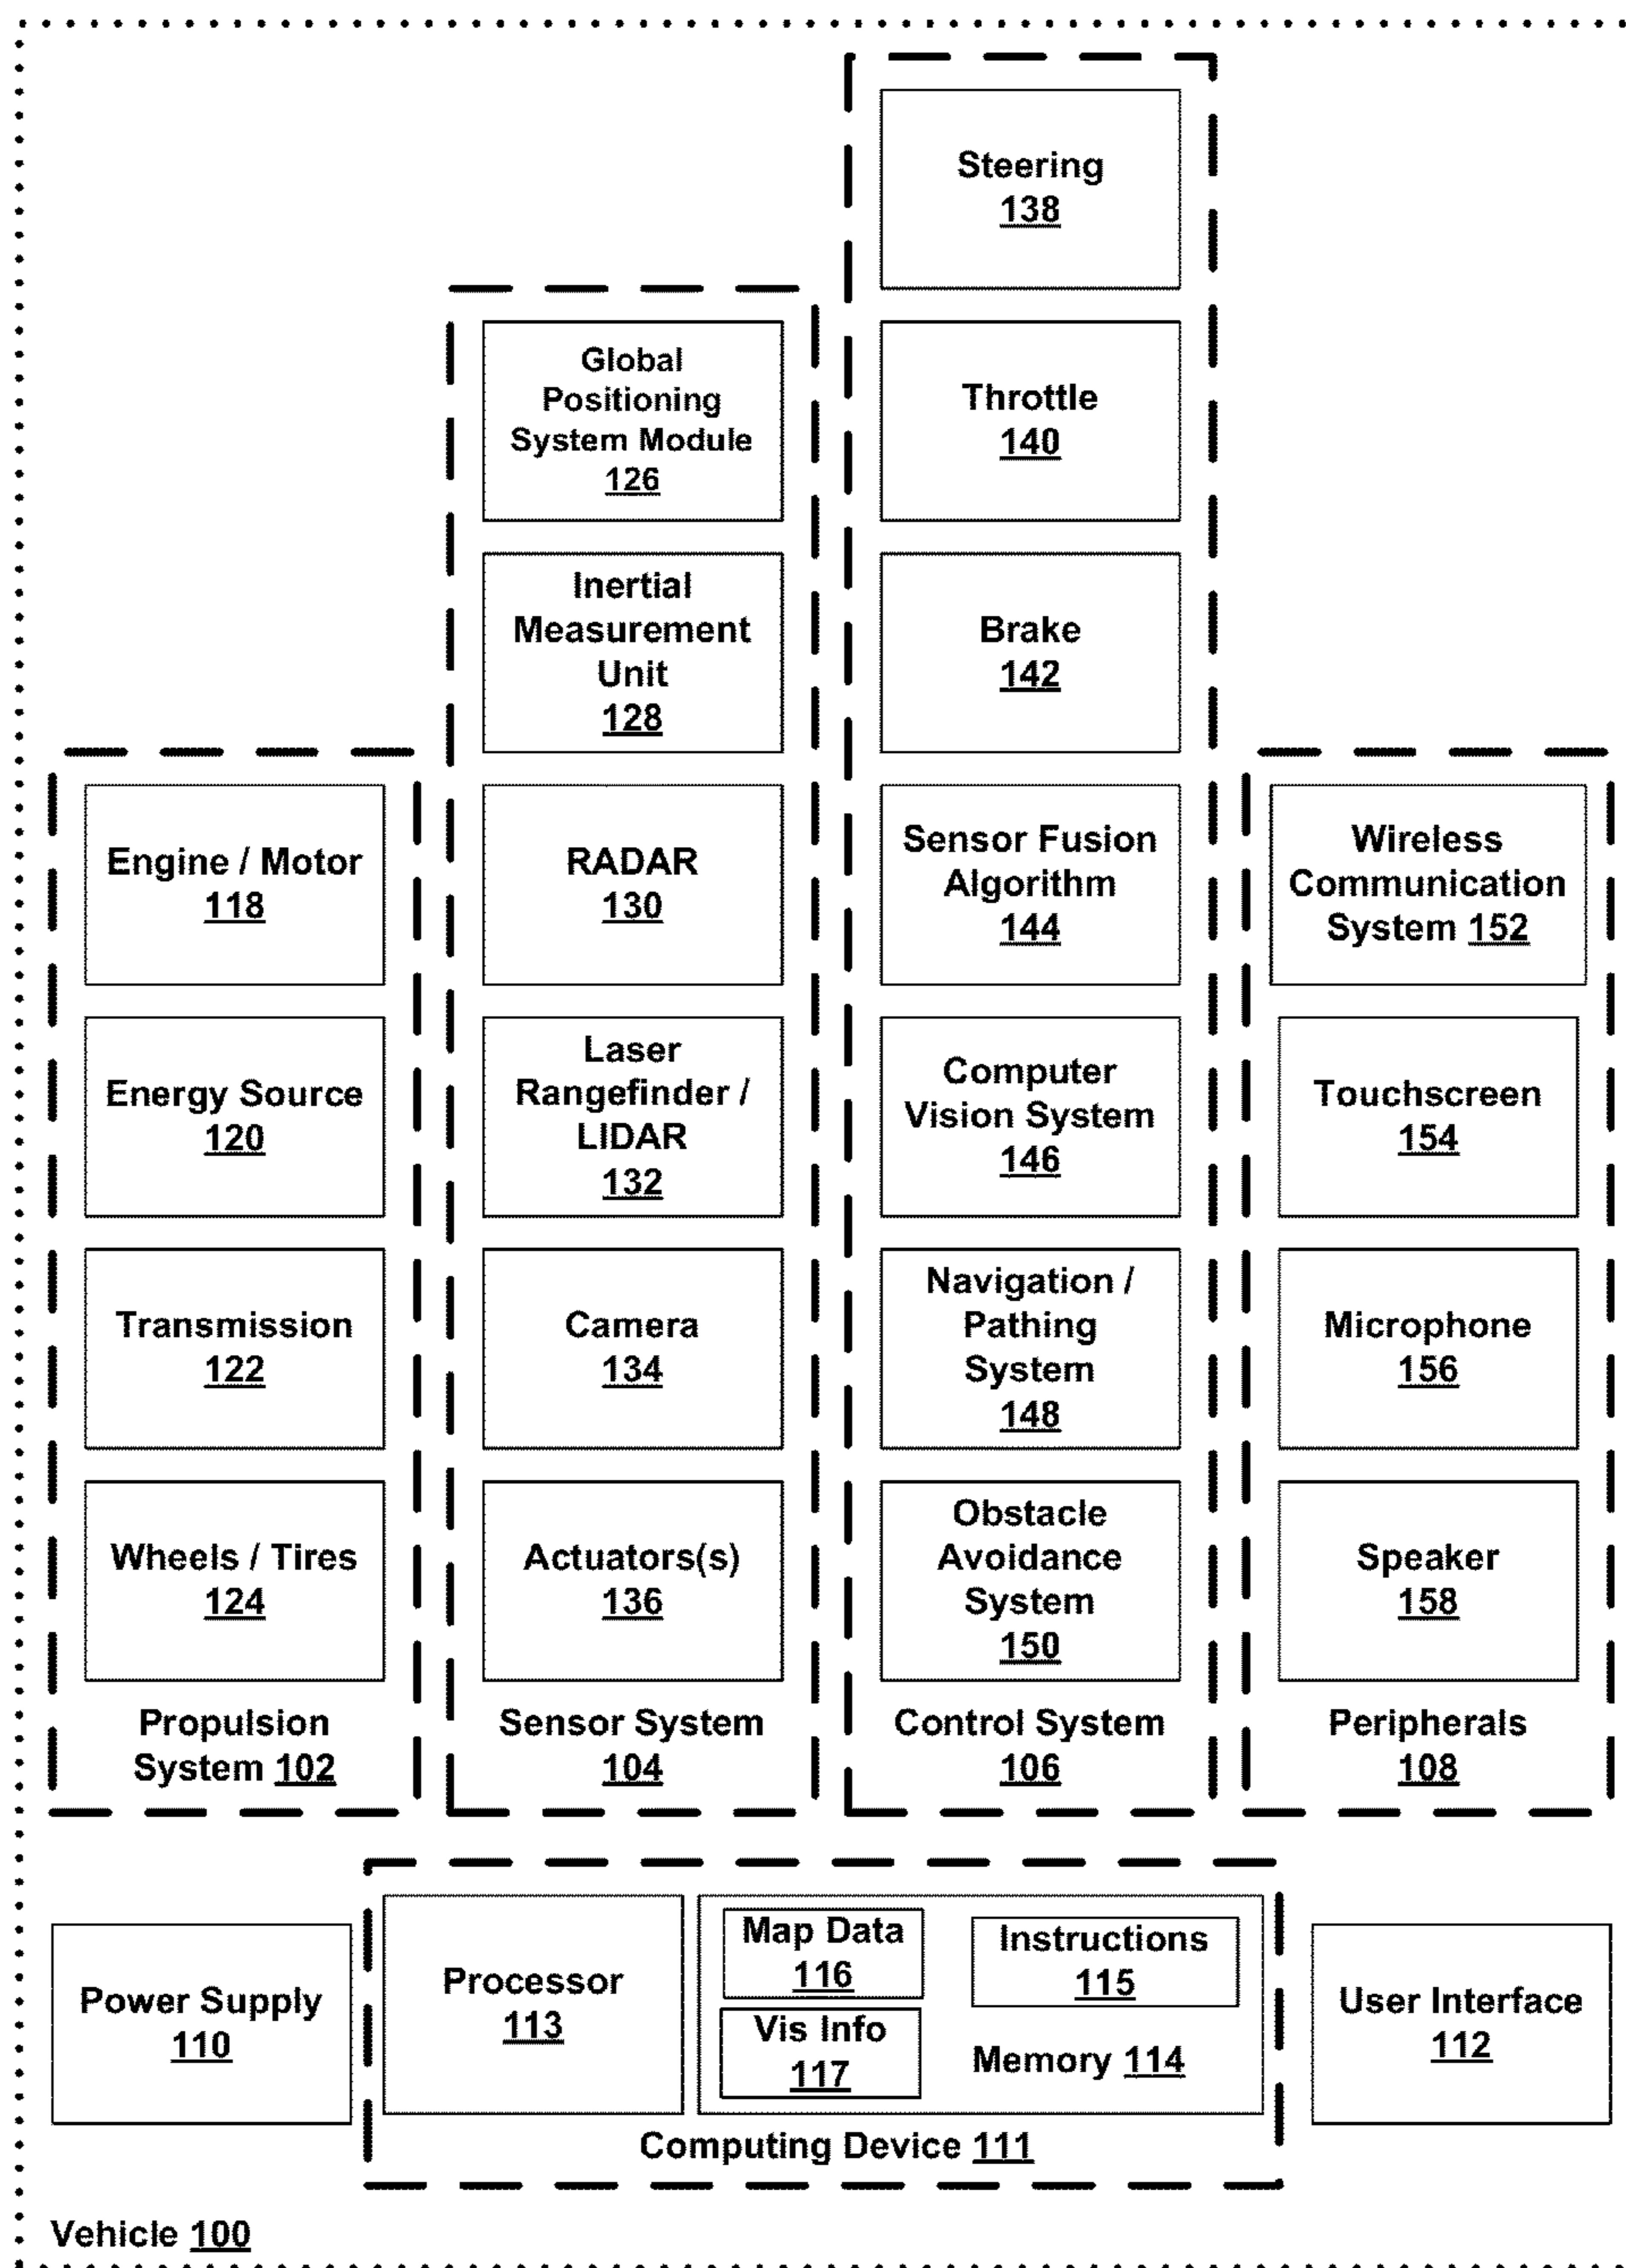 Steering
138
Throttle
140
Brake
142
Sensor Fusion
Algorithm
144
Computer
Vision System
146
Navigation /
Pathing
System
148
Obstacle
Avoidance
System
150
Control System
106
Global
Positioning
System Module
126
Inertial
Measurement
Unit
128
RADAR
130
Laser
Rangefinder /
LIDAR
132
Camera
134
Actuators(s)
136
Sensor System
104
Engine / Motor
118
Energy Source
120
Transmission
122
Wheels / Tires
124
Propulsion
System 102
Wireless
Communication
System 152
Touchscreen
154
Microphone
156
Speaker
158
Peripherals
108
Power Supply
110
Processor
113
Map Data
116
Instructions
115
Vis Info
117
Memory 114
Computing Device 111
User Interface
112
Vehicle 100